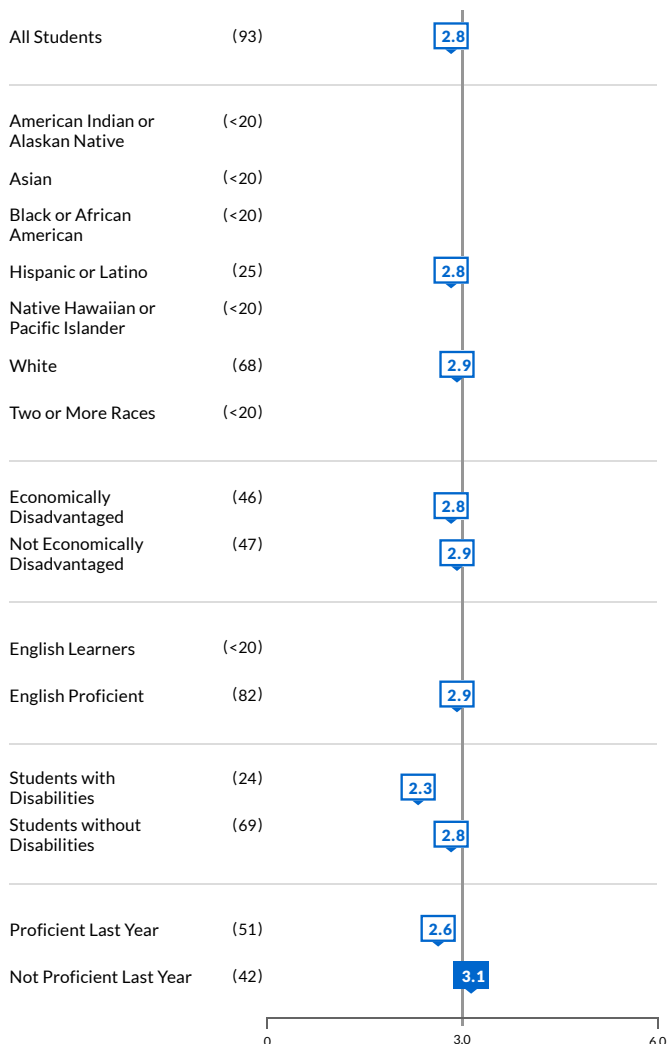 All Students (93) 2.8
American Indian or (<20)
Alaskan Native
Asian (<20)
Black or African (<20)
American
Hispanic or Latino (25) 2.8
Native Hawaiian or (<20)
Pacific Islander
White (68) 2.9
Two or More Races (<20)
Economically (46) 2.8
Disadvantaged
Not Economically (47) 2.9
Disadvantaged
English Learners (<20)
English Proficient (82) 2.9
Students with (24) 2.3
Disabilities
Students without (69) 2.8
Disabilities
Proficient Last Year (51) 2.6
Not Proficient Last Year (42) 3.1
0 3.0 6.0